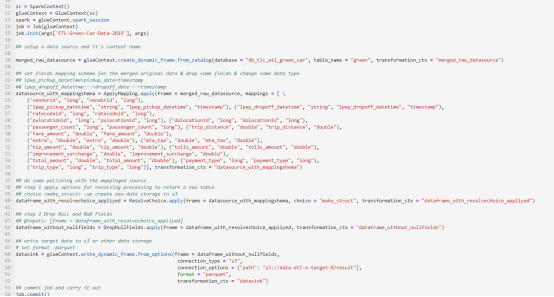 11 sc = SparkContext()
12 glueContext = GlueContext(sc)
13 spark = glueContext.spark_session
14 job = Job(glueContext)
15 job.init(args['ETL-Green-Car-Data-2019'], args)
16
17 ## setup a data source and it's content name
18
19 merged_raw_datasource = glueContext.create_dynamic_frame.from_catalog(database = "db_tlc_etl_green_car", table_name = "green", transformation_ctx = "merged_raw_datasource")
20
21 ## set fields mapping schema for the merged original data & drop some fields & change some data type
22 ## lpep_pickup_datetime=pickup_date=timestamp
23 ## lpep_dropoff_datetime---=dropoff_date---=timestamp
24 datasource_with_mappingshema = ApplyMapping.apply(frame = merged_raw_datasource, mappings = [ \
25 ("vendorid", "long", "vendorid", "long"),
26 ("lpep_pickup_datetime", "string", "lpep_pickup_datetime", "timestamp"), ("lpep_dropoff_datetime", "string", "lpep_dropoff_datetime", "timestamp"),
27 ("ratecodeid", "long", "ratecodeid", "long"),
28 ("pulocationid", "long", "pulocationid", "long"), ("dolocationid", "long", "dolocationid", "long"),
29 ("passenger_count", "long", "passenger_count", "long"), ("trip_distance", "double", "trip_distance", "double"),
30 ("fare_amount", "double", "fare_amount", "double"),
31 ("extra", "double", "extra", "double"), ("mta_tax", "double", "mta_tax", "double"),
32 ("tip_amount", "double", "tip_amount", "double"), ("tolls_amount", "double", "tolls_amount", "double"),
33 ("improvement_surcharge", "double", "improvement_surcharge", "double"),
34 ("total_amount", "double", "total_amount", "double"), ("payment_type", "long", "payment_type", "long"),
35 ("trip_type", "long", "trip_type", "long")], transformation_ctx = "datasource_with_mappingshema")
36
37 ## do some polishing with the mappinged source
38 ## step 1 apply options for resolving processing to return a new table
39 ## choice =make_struct= :we create new data storage in s3
40 dataframe_with_resolvechoice_appliyed = ResolveChoice.apply(frame = datasource_with_mappingshema, choice = "make_struct", transformation_ctx = "dataframe_with_resolvechoice_appliyed")
41
42 ## step 2 Drop Null and NaN Fields
43 ## @inputs: [frame = dataframe_with_resolvechoice_appliyed]
44 dataframe_without_nullfields = DropNullFields.apply(frame = dataframe_with_resolvechoice_appliyed, transformation_ctx = "dataframe_without_nullfields")
45
46 ## write target data to s3 or other data storage
47 # set format :parquet
48 datasink = glueContext.write_dynamic_frame.from_options(frame = dataframe_without_nullfields,
49 connection_type = "s3",
50 connection_options = {"path": "s3://data-etl-o-target-0/result"},
51 format = "parquet",
52 transformation_ctx = "datasink")
53 ## commit job and carry it out
54 job.commit()